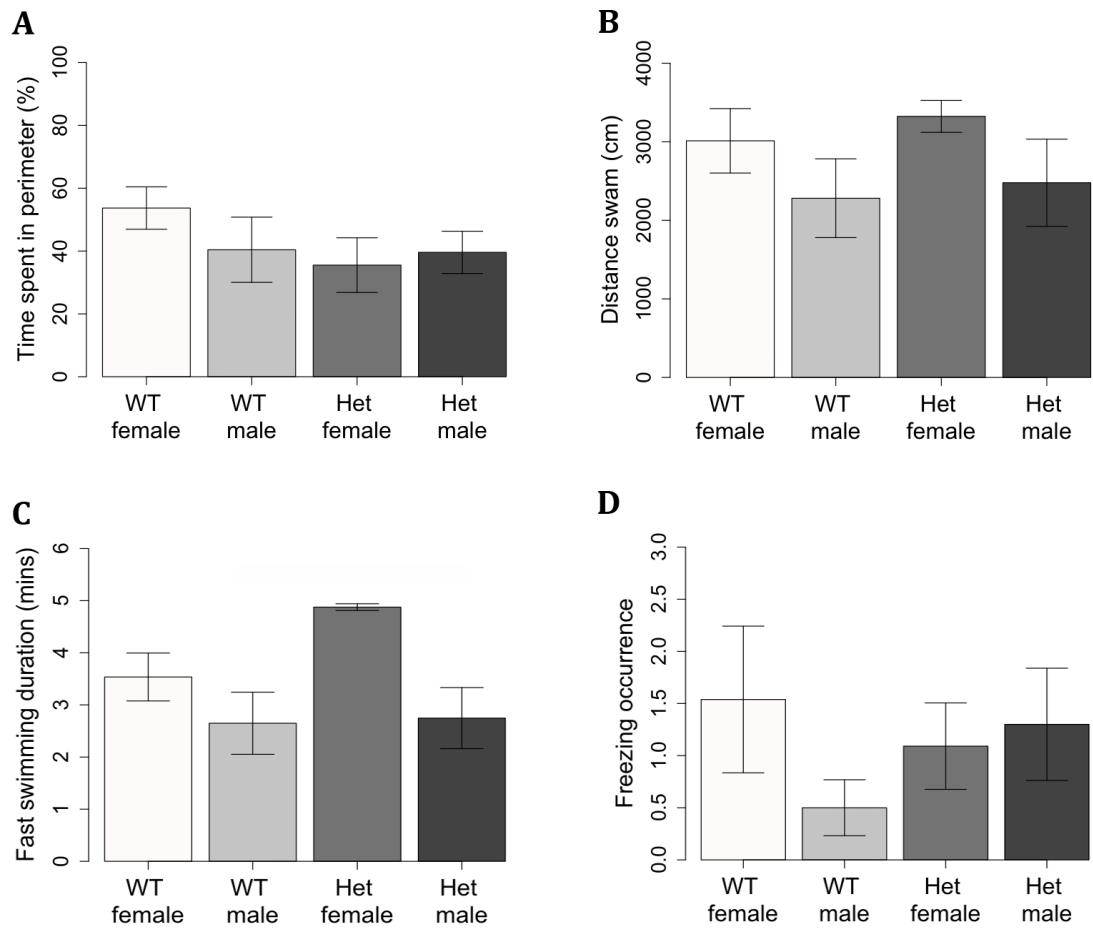 A
Time spent in perimeter (%)
100
80
60
40
20
0
WT female
WT male
Het female
Het male
B
Distance swam (cm)
4000
3000
2000
1000
0
WT female
WT male
Het female
Het male
C
Fast swimming duration (mins)
6
5
4
3
2
1
0
WT female
WT male
Het female
Het male
D
Freezing occurrence
3.0
2.5
2.0
1.5
1.0
0.5
0.0
WT female
WT male
Het female
Het male